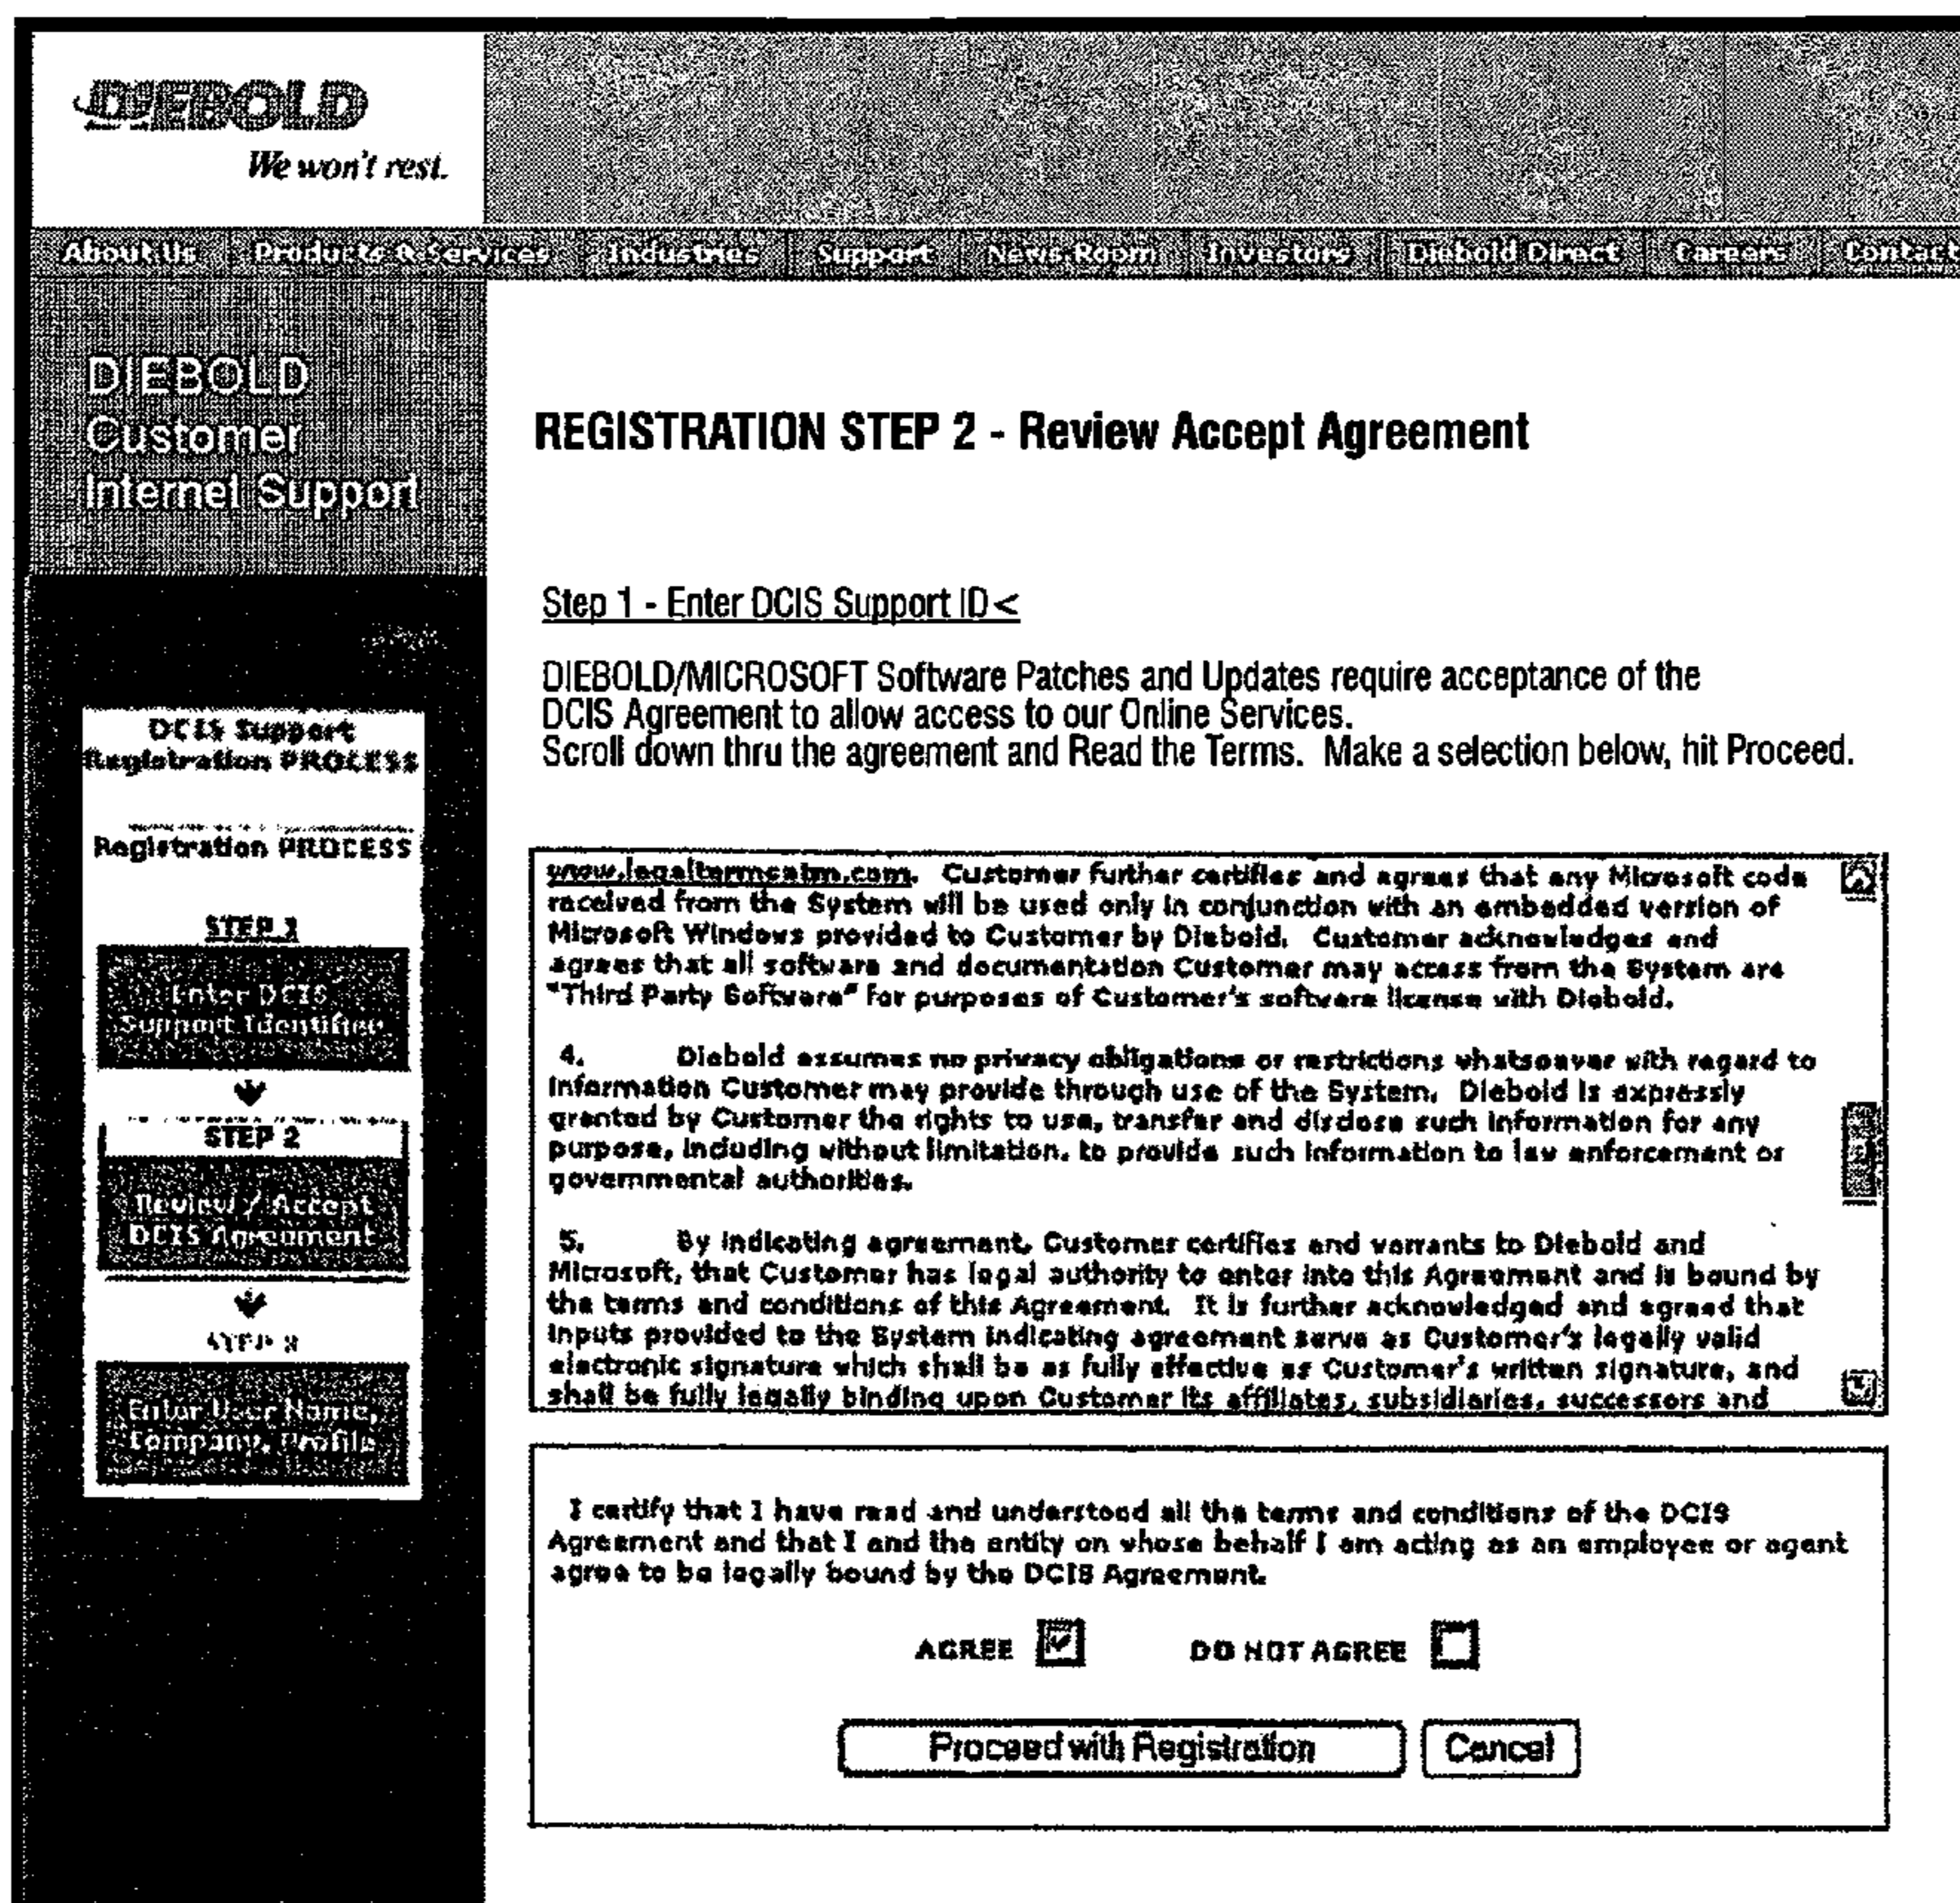 DIEBOLD
We won't rest.
About Us Products & Services Industries Support News Room Investors Diebold Direct Careers Contact
DIEBOLD
Customer
Internet Support
REGISTRATION STEP 2 - Review Accept Agreement
Step 1 - Enter DCIS Support ID<
DIEBOLD/MICROSOFT Software Patches and Updates require acceptance of the
DCIS Agreement to allow access to our Online Services.
Scroll down thru the agreement and Read the Terms. Make a selection below, hit Proceed.
DCIS Support
Registration PROCESS
Registration PROCESS
STEP 1
Enter DCIS
Support Identifier
STEP 2
Review / Accept
DCIS Agreement
STEP 3
Enter User Name,
Company, Profile
www.legaltermsatm.com. Customer further certifies and agrees that any Microsoft code
received from the System will be used only in conjunction with an embedded version of
Microsoft Windows provided to Customer by Diebold. Customer acknowledges and
agrees that all software and documentation Customer may access from the System are
"Third Party Software" for purposes of Customer's software license with Diebold.
4. Diebold assumes no privacy obligations or restrictions whatsoever with regard to
Information Customer may provide through use of the System. Diebold is expressly
granted by Customer the rights to use, transfer and disclose such information for any
purpose, including without limitation, to provide such information to law enforcement or
governmental authorities.
5. By indicating agreement, Customer certifies and warrants to Diebold and
Microsoft, that Customer has legal authority to enter into this Agreement and is bound by
the terms and conditions of this Agreement. It is further acknowledged and agreed that
inputs provided to the System indicating agreement serve as Customer's legally valid
electronic signature which shall be as fully effective as Customer's written signature, and
shall be fully legally binding upon Customer its affiliates, subsidiaries, successors and
I certify that I have read and understood all the terms and conditions of the DCIS
Agreement and that I and the entity on whose behalf I am acting as an employee or agent
agree to be legally bound by the DCIS Agreement.
AGREE DO NOT AGREE
Proceed with Registration Cancel